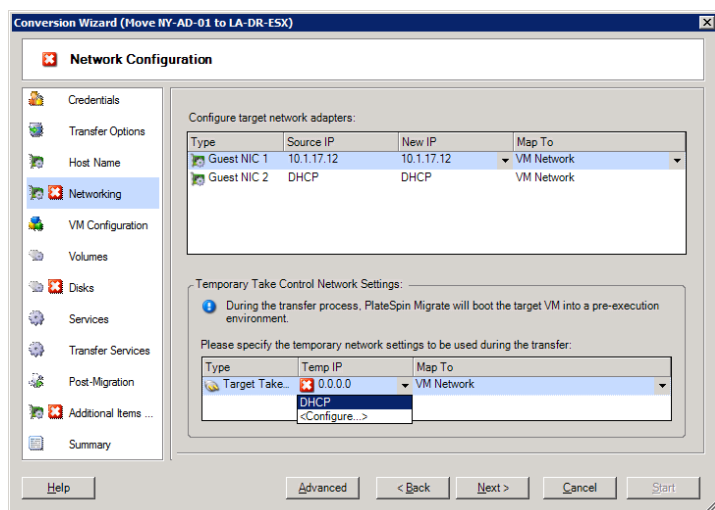 Conversion Wizard (Move NY-AD-01 to LA-DR-ESX)
Network Configuration
Credentials
Transfer Options
Host Name
Networking
VM Configuration
Volumes
Disks
Services
Transfer Services
Post-Migration
Additional Items ...
Summary
Configure target network adapters:
Type Source IP New IP Map To
Guest NIC 1 10.1.17.12 10.1.17.12 VM Network
Guest NIC 2 DHCP DHCP VM Network
Temporary Take Control Network Settings:
During the transfer process, PlateSpin Migrate will boot the target VM into a pre-execution
environment.
Please specify the temporary network settings to be used during the transfer:
Type Temp IP Map To
Target Take... 0.0.0.0 VM Network
DHCP
<Configure...>
Help Advanced < Back Next > Cancel Start